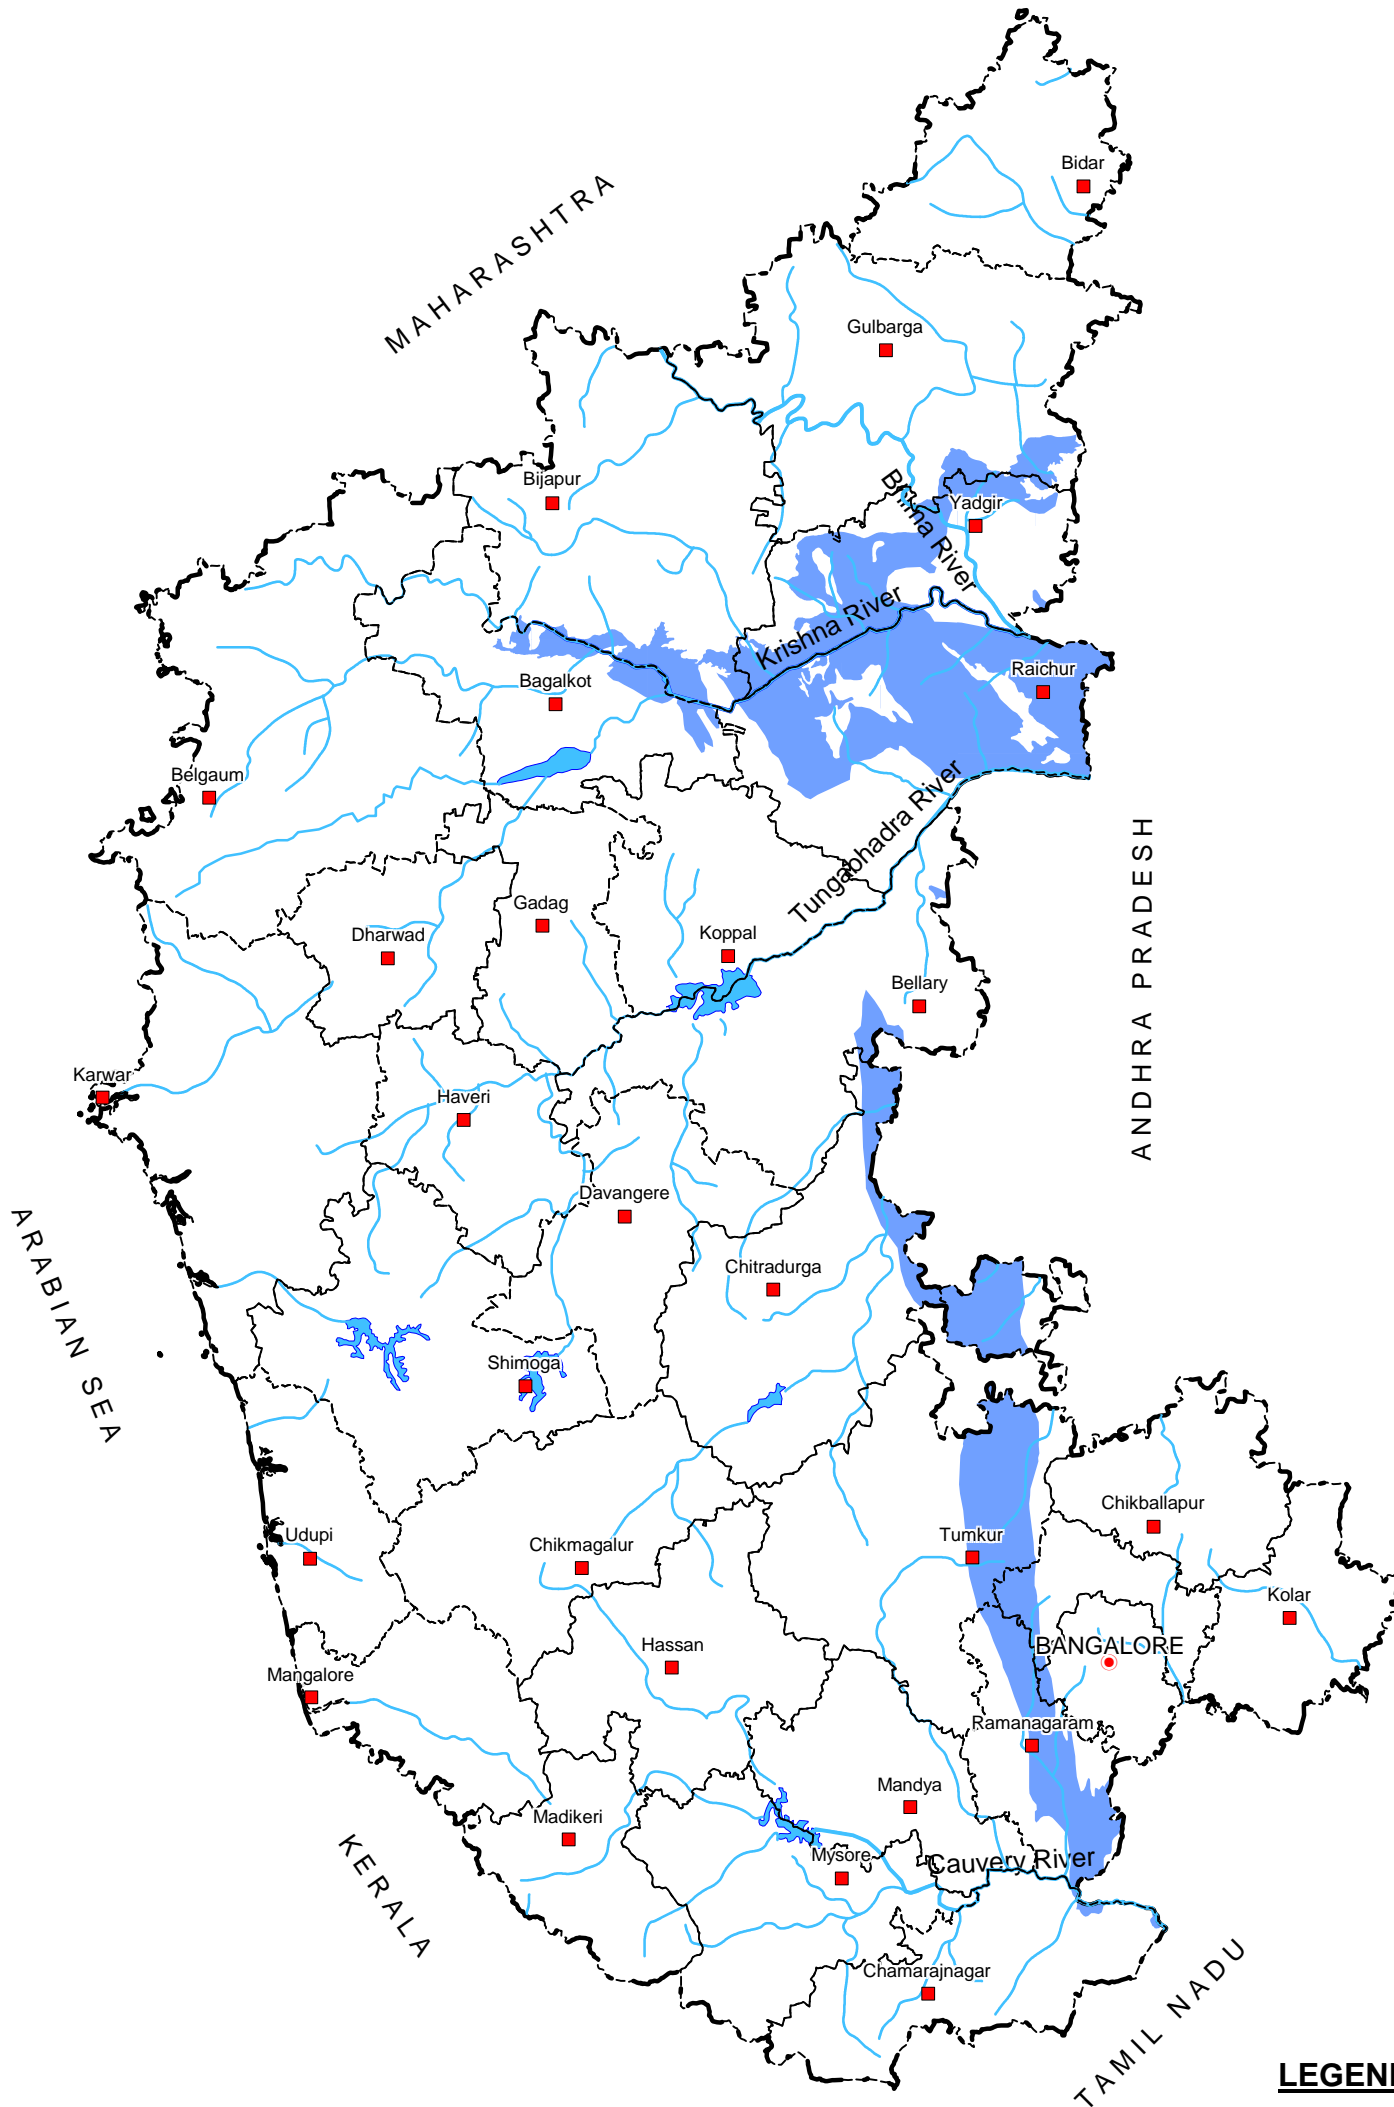 Bidar
MAHARASHTRA
Gulbarga
Bijapur
Bhima River
Yadgir
Krishna River
Raichur
Bagalkot
Belgaum
Tungabhadra River
ANDHRA PRADESH
Gadag
Dharwad
Koppal
Bellary
Karwar
Haveri
Davangere
ARABIAN SEA
Chitradurga
Shimoga
Chikballapur
Udupi
Chikmagalur
Tumkur
Kolar
Hassan
BANGALORE
Mangalore
Ramanagaram
Mandya
Madikeri
Mysore
Cauvery River
KERALA
Chamarajnagar
TAMIL NADU
LEGEN